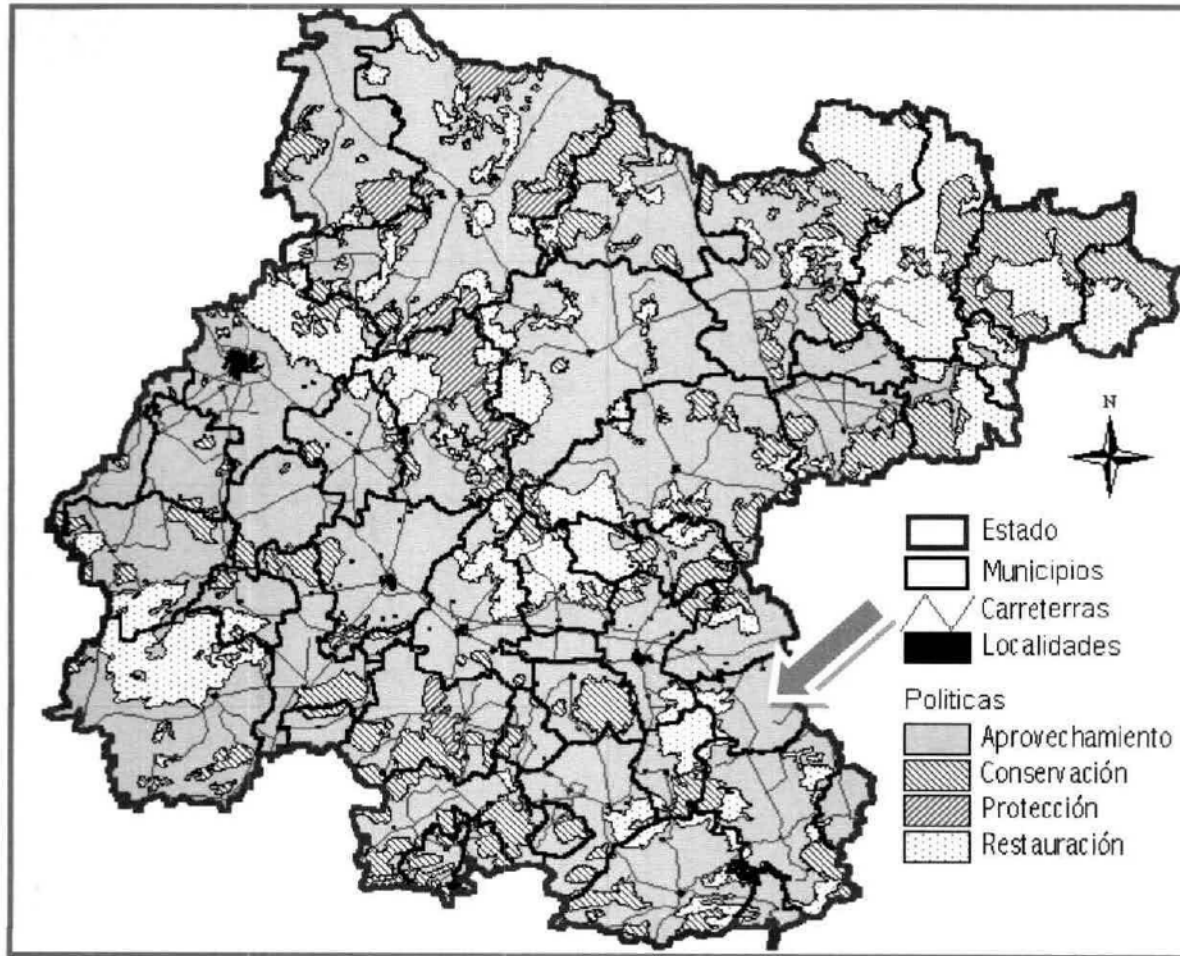 N
Estado
Municipios
Carreterras
Localidades
Politicas
Aprovechamiento
Conservación
Protección
Restauración